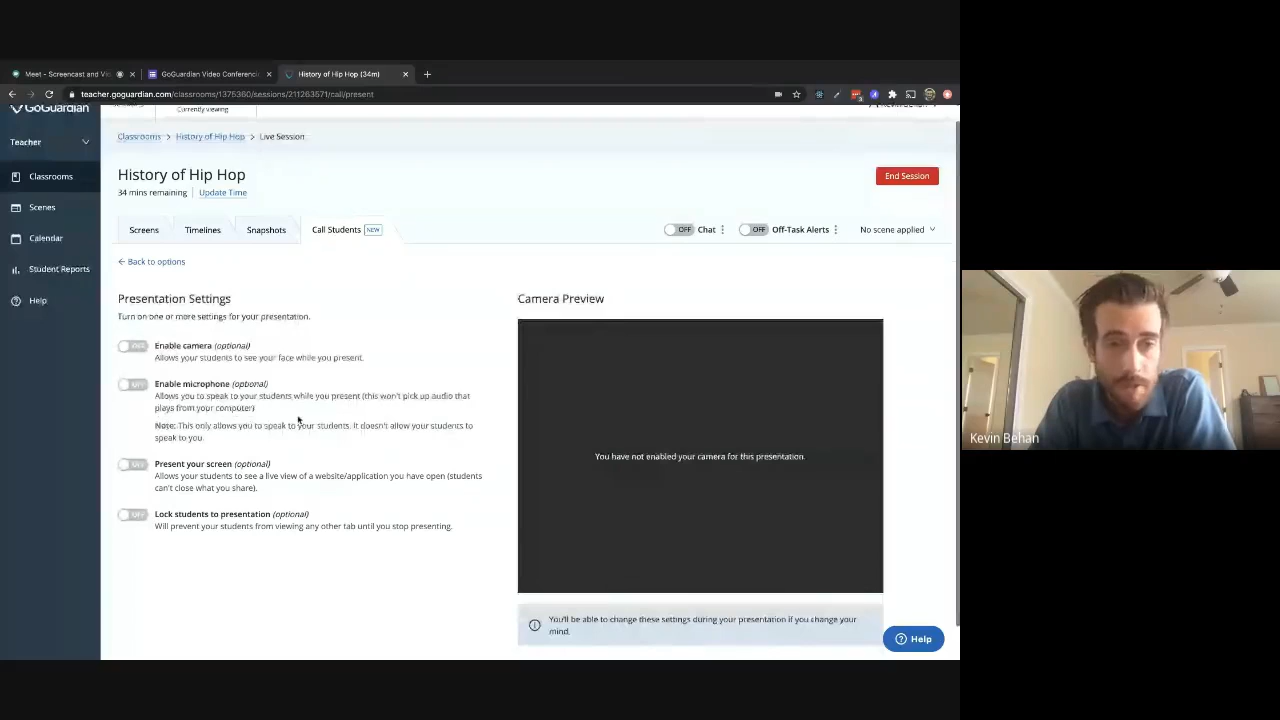 Meet - Screencast and Vi
GoGuardian Video Conferenci
History of Hip Hop (34m)
teacher.goguardian.com/classrooms/1375360/sessions/211263571/call/present
GoGuardian
Currently viewing
Teacher
Classrooms > History of Hip Hop > Live Session
Classrooms
Scenes
Calendar
Student Reports
Help
History of Hip Hop
34 mins remaining | Update Time
End Session
Screens
Timelines
Snapshots
Call Students NEW
OFF Chat
OFF Off-Task Alerts
No scene applied
← Back to options
Presentation Settings
Turn on one or more settings for your presentation.
OFF Enable camera (optional)
Allows your students to see your face while you present.
OFF Enable microphone (optional)
Allows you to speak to your students while you present (this won't pick up audio that
plays from your computer)
Note: This only allows you to speak to your students. It doesn't allow your students to
speak to you.
OFF Present your screen (optional)
Allows your students to see a live view of a website/application you have open (students
can't close what you share).
OFF Lock students to presentation (optional)
Will prevent your students from viewing any other tab until you stop presenting.
Camera Preview
You have not enabled your camera for this presentation.
You'll be able to change these settings during your presentation if you change your
mind.
Help
Kevin Behan